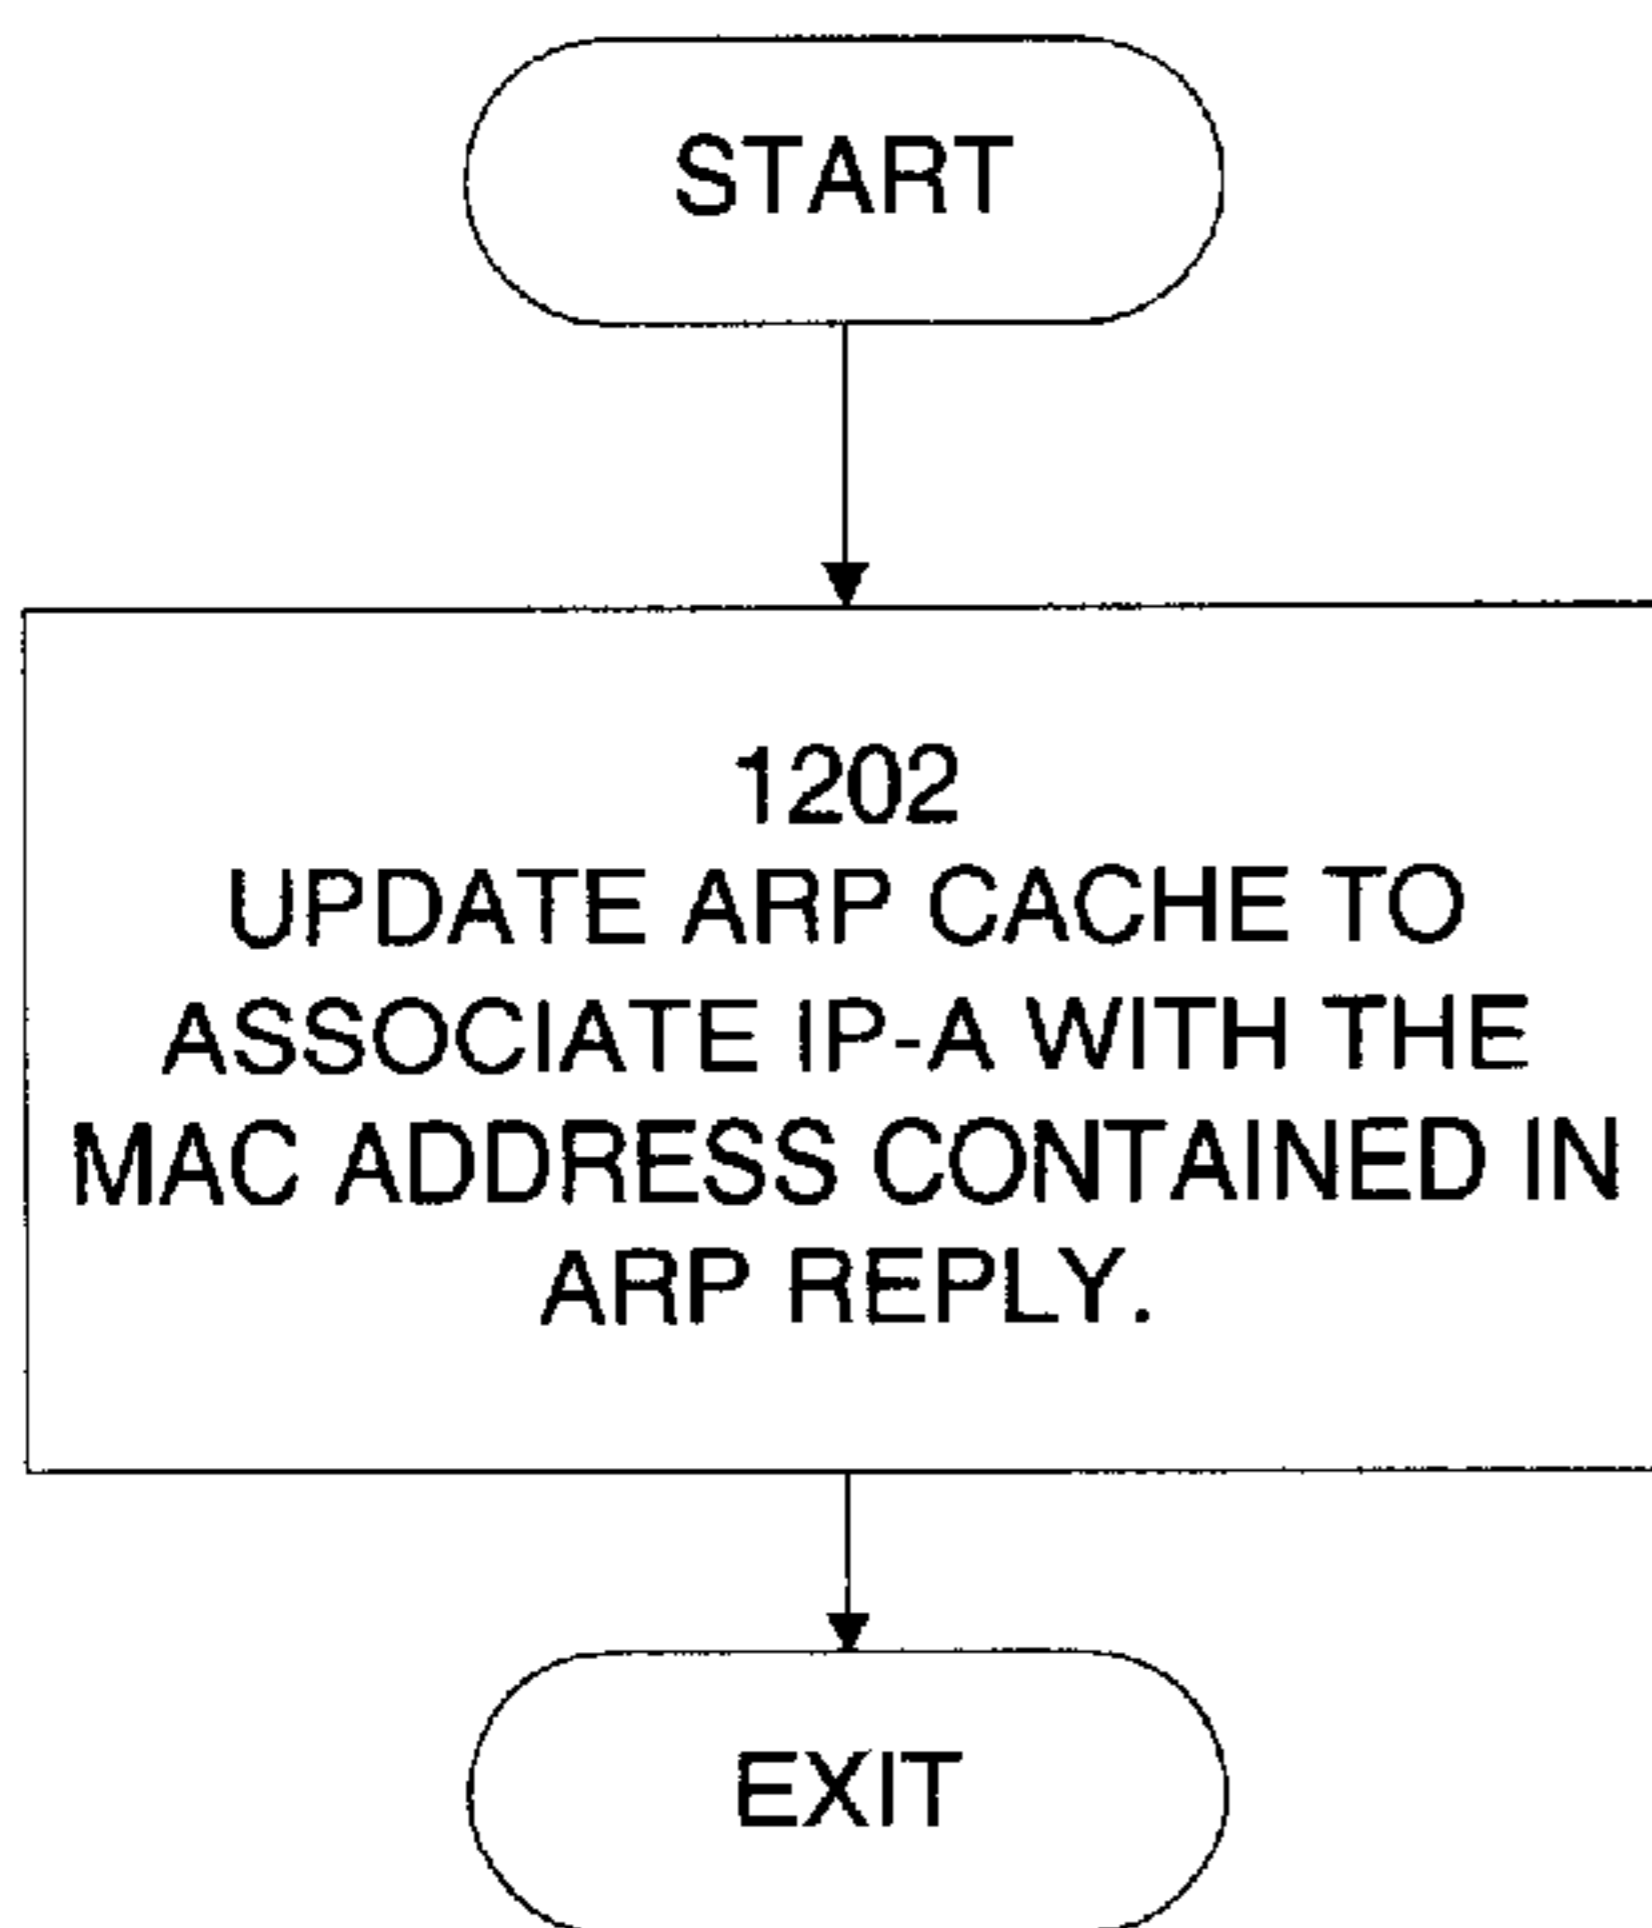 START
1202
UPDATE ARP CACHE TO
ASSOCIATE IP-A WITH THE
MAC ADDRESS CONTAINED IN
ARP REPLY.
EXIT